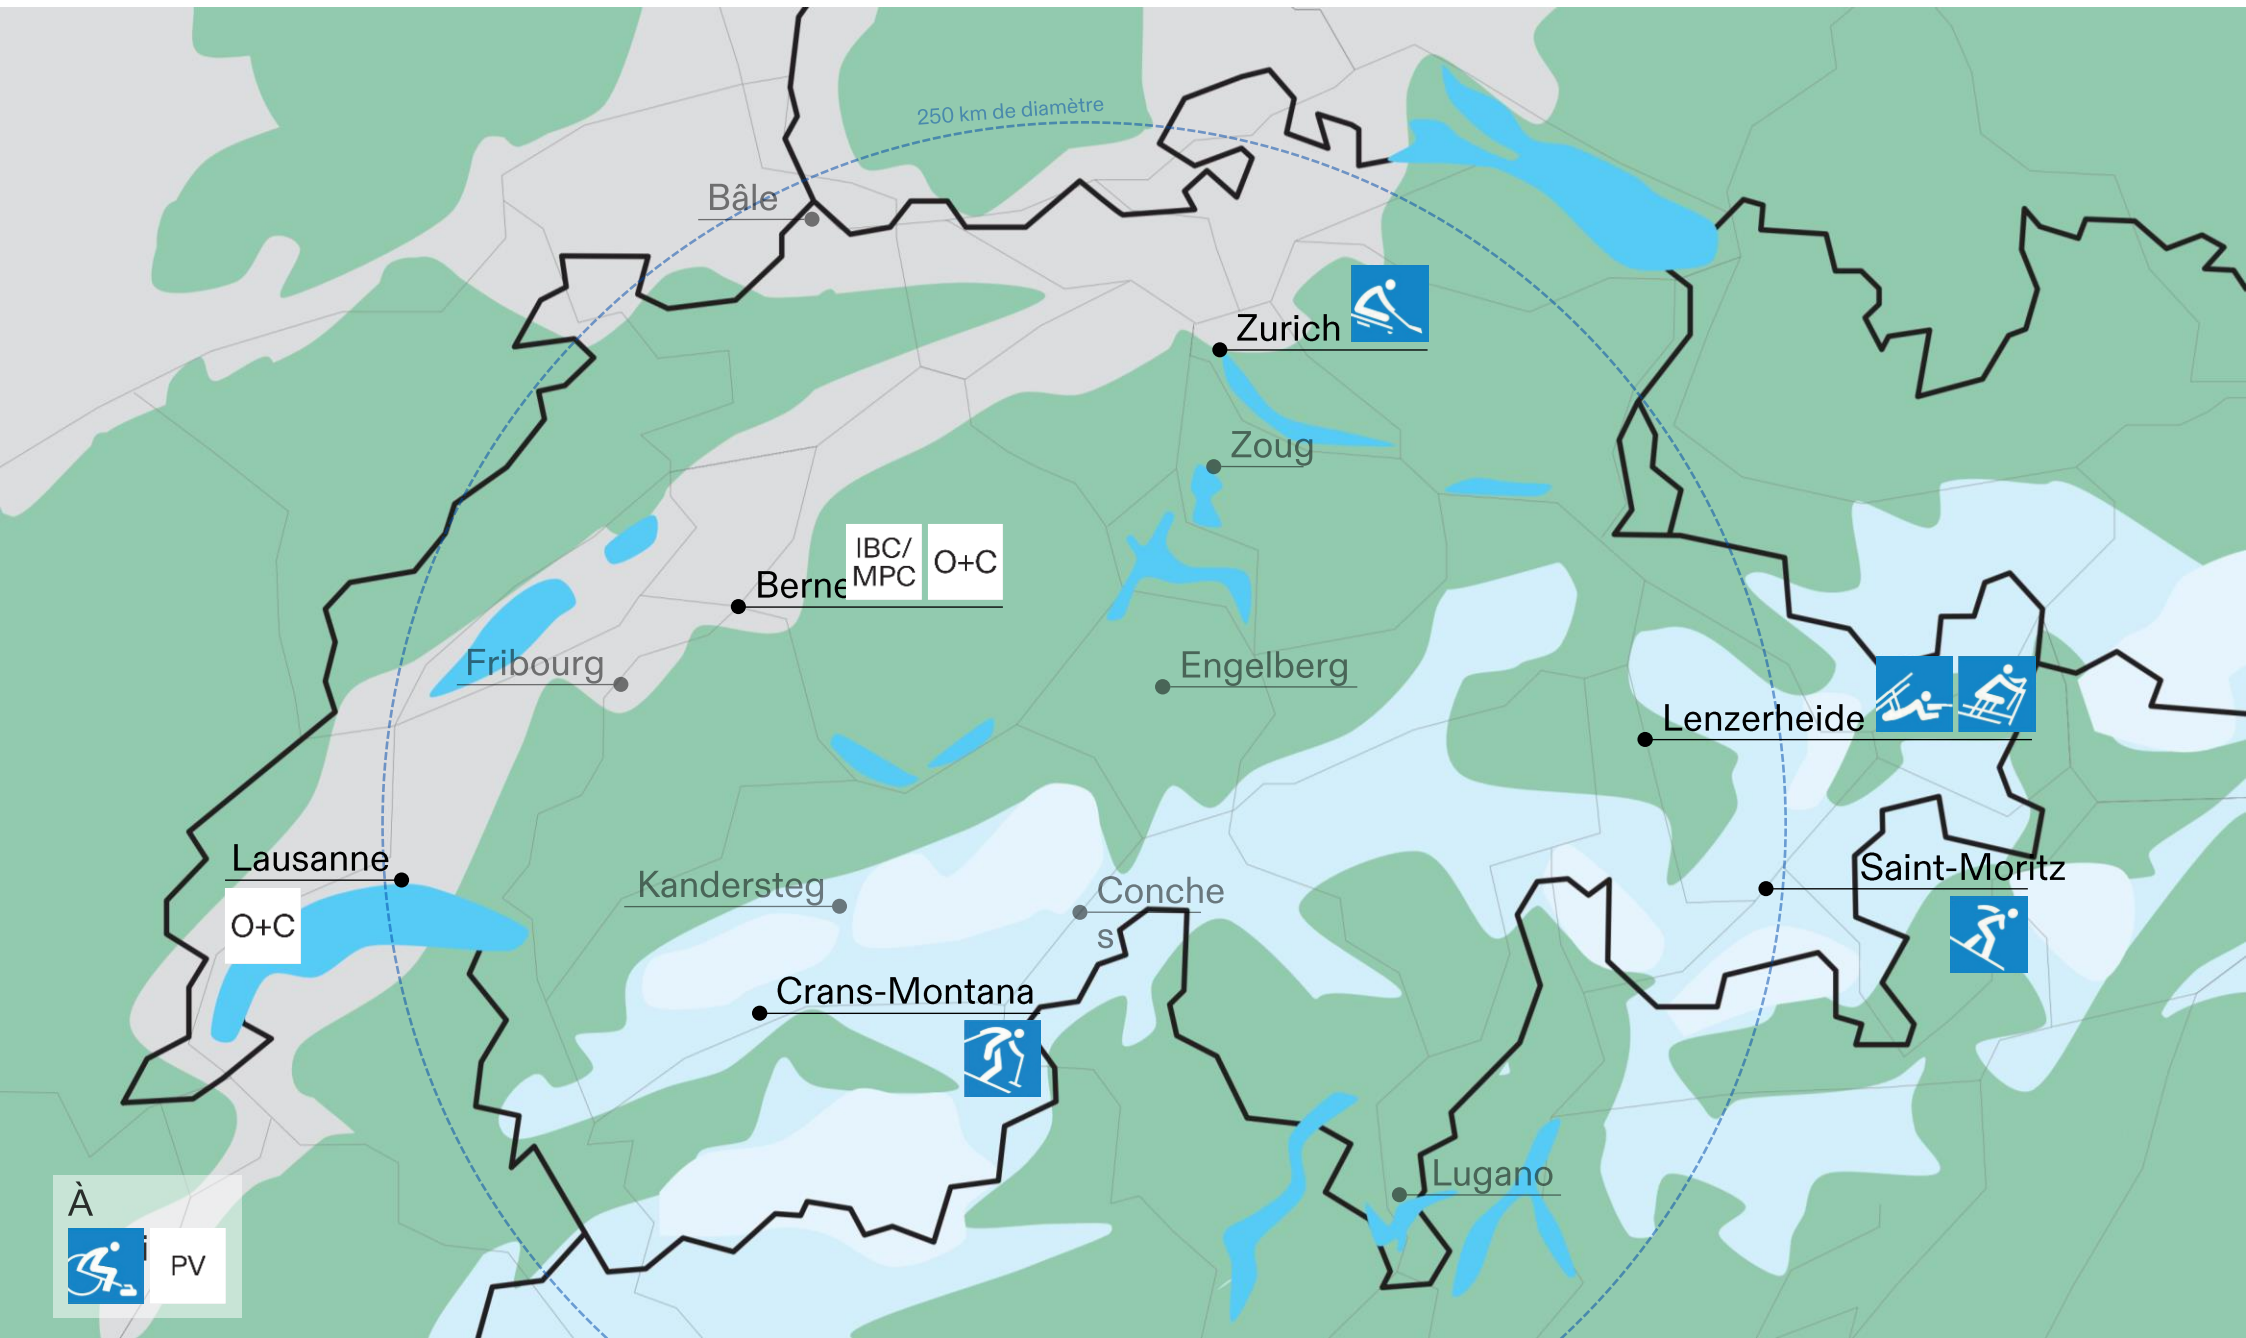 250 km de diamètre
Bâle
Zurich
Zoug
IBC/
MPC
O+C
Berne
Fribourg
Engelberg
Lenzerheide
Lausanne
O+C
Kandersteg
Conche
s
Saint-Moritz
Crans-Montana
Lugano
À
i
PV